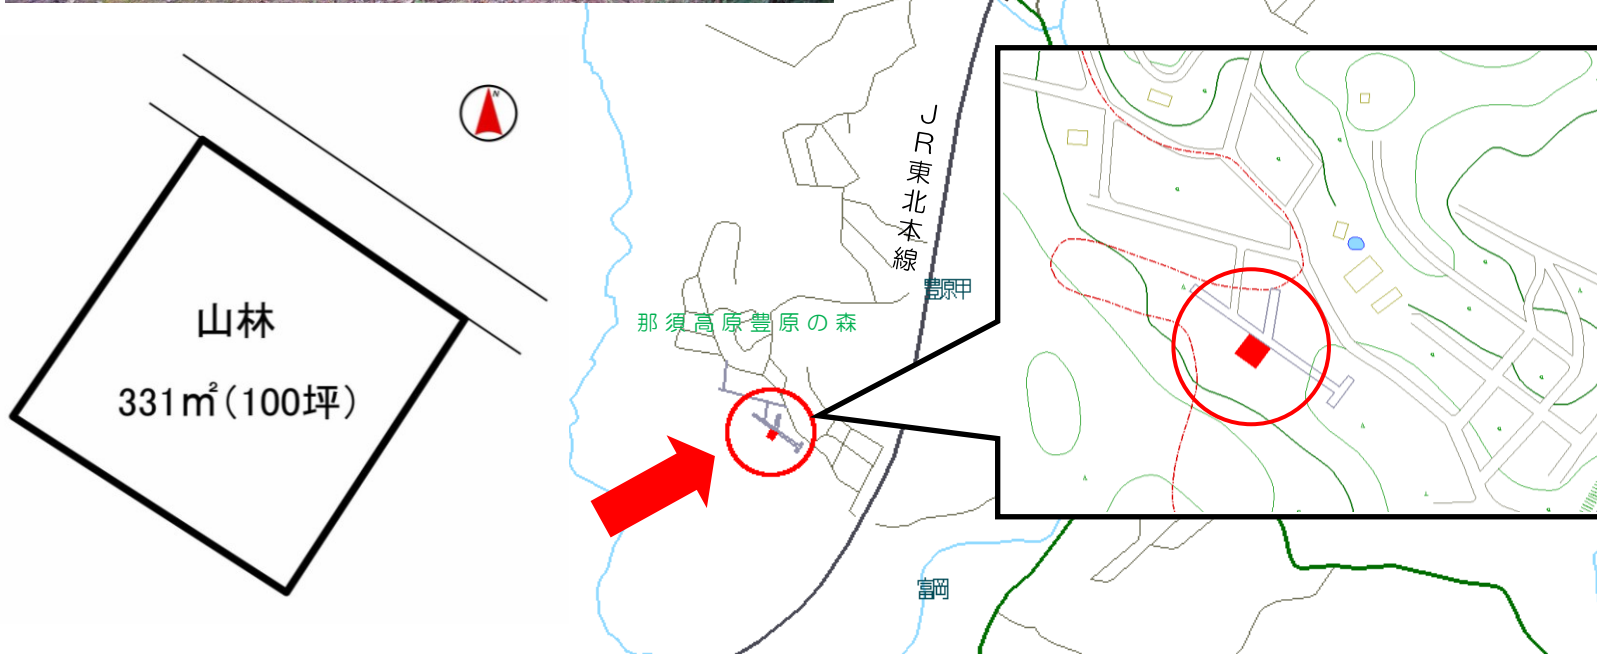 N
山林
331㎡(100坪)
JR東北本線
豊原甲
那須高原豊原の森
富岡